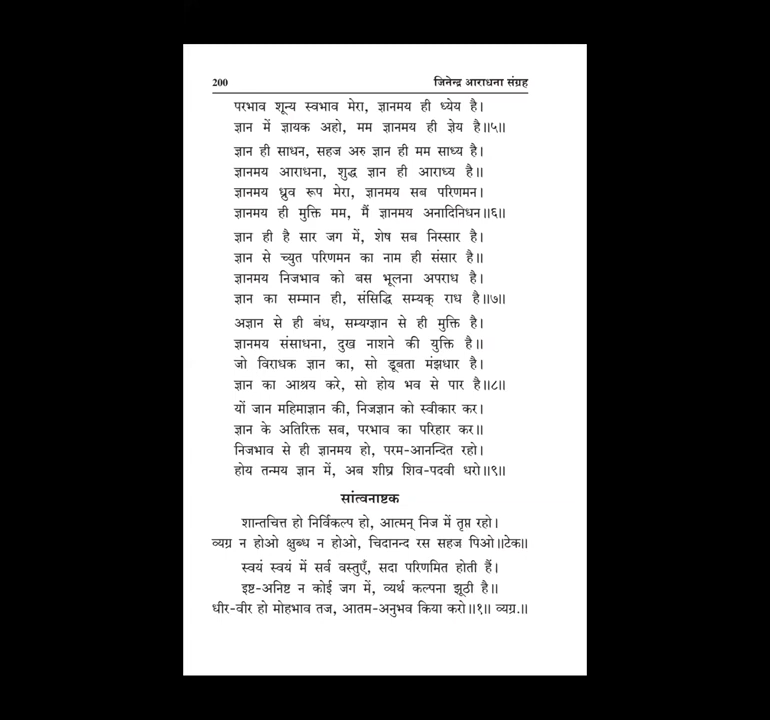 200 जिनेन्द्र आराधना संग्रह
परभाव शून्य स्वभाव मेरा, ज्ञानमय ही ध्येय है।
ज्ञान में ज्ञायक अहो, मम ज्ञानमय ही ज्ञेय है॥५॥
ज्ञान ही साधन, सहज अरु ज्ञान ही मम साध्य है।
ज्ञानमय आराधना, शुद्ध ज्ञान ही आराध्य है॥
ज्ञानमय ध्रुव रूप मेरा, ज्ञानमय सब परिणमन।
ज्ञानमय ही मुक्ति मम, मैं ज्ञानमय अनादिनिधन॥६॥
ज्ञान ही है सार जग में, शेष सब निस्सार है।
ज्ञान से च्युत परिणमन का नाम ही संसार है॥
ज्ञानमय निजभाव को बस भूलना अपराध है।
ज्ञान का सम्मान ही, संसिद्धि सम्यक् राध है॥७॥
अज्ञान से ही बंध, सम्यग्ज्ञान से ही मुक्ति है।
ज्ञानमय संसाधना, दुख नाशने की युक्ति है॥
जो विराधक ज्ञान का, सो डूबता मंझधार है।
ज्ञान का आश्रय करे, सो होय भव से पार है॥८॥
यों जान महिमाज्ञान की, निजज्ञान को स्वीकार कर।
ज्ञान के अतिरिक्त सब, परभाव का परिहार कर॥
निजभाव से ही ज्ञानमय हो, परम-आनन्दित रहो।
होय तन्मय ज्ञान में, अब शीघ्र शिव-पदवी धरो॥९॥
सांत्वनाष्टक
शान्तचित्त हो निर्विकल्प हो, आत्मन् निज में तृप्त रहो।
व्यग्र न होओ क्षुब्ध न होओ, चिदानन्द रस सहज पिओ॥टेक॥
स्वयं स्वयं में सर्व वस्तुएँ, सदा परिणमित होती हैं।
इष्ट-अनिष्ट न कोई जग में, व्यर्थ कल्पना झूठी है॥
धीर-वीर हो मोहभाव तज, आतम-अनुभव किया करो॥१॥ व्यग्र.॥